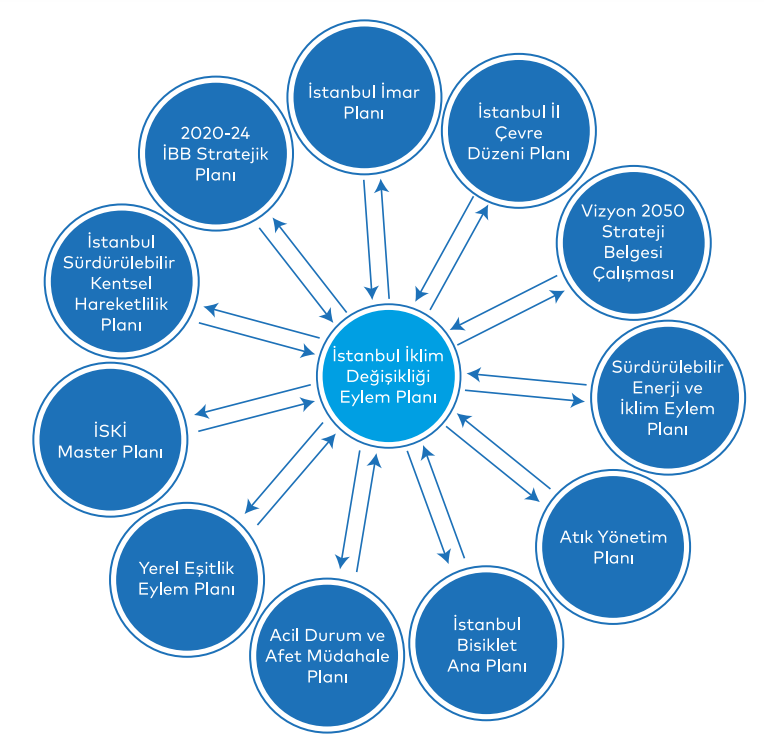 İstanbul İmar
Planı
İstanbul İl
Çevre
Düzeni Planı
Vizyon 2050
Strateji
Belgesi
Çalışması
Sürdürülebilir
Enerji ve
İklim Eylem
Planı
Atık Yönetim
Planı
İstanbul
Bisiklet
Ana Planı
Acil Durum ve
Afet Müdahale
Planı
Yerel Eşitlik
Eylem Planı
İSKİ
Master Planı
İstanbul
Sürdürülebilir
Kentsel
Hareketlilik
Planı
2020-24
İBB Stratejik
Planı
İstanbul İklim
Değişikliği
Eylem Planı